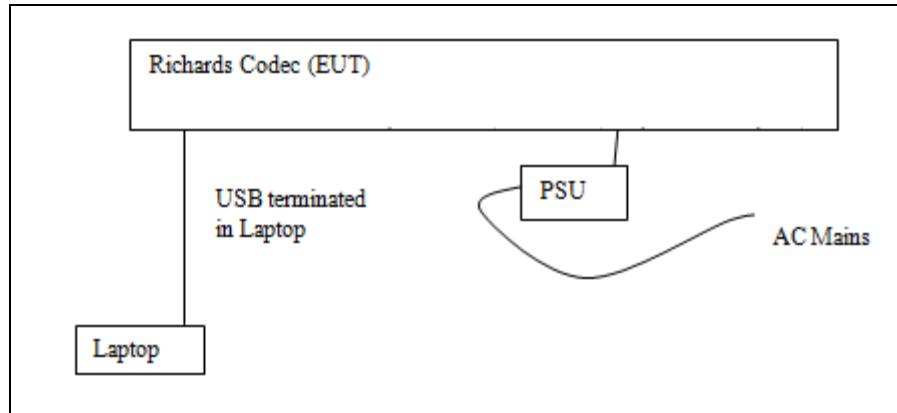 Richards Codec (EUT)
PSU
USB terminated
in Laptop
AC Mains
Laptop